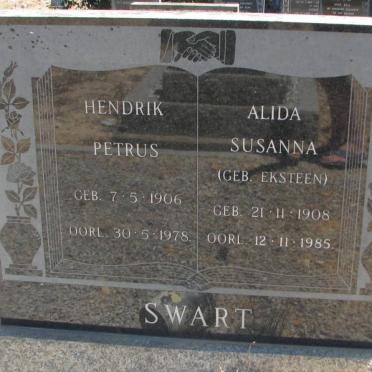 HENDRIK
PETRUS
GEB. 7·5·1906
OORL. 30·5·1978.
ALIDA
SUSANNA
(GEB. EKSTEEN)
GEB. 21·11·1908
OORL. 12·11·1985.
SWART